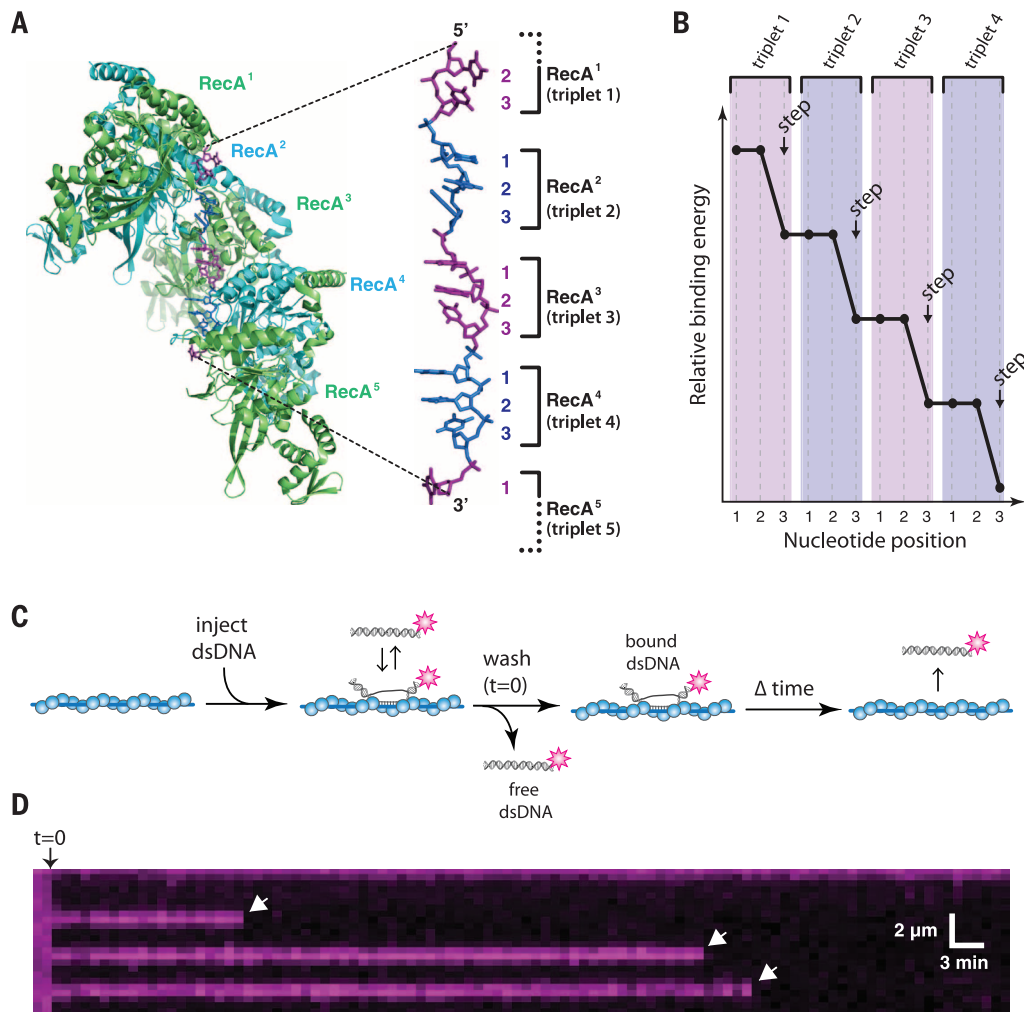 A
RecA1
RecA2
RecA3
RecA4
RecA5
5’
2
3
RecA1
(triplet 1)
1
2
3
RecA2
(triplet 2)
1
2
3
RecA3
(triplet 3)
1
2
3
RecA4
(triplet 4)
1
3’
RecA5
(triplet 5)
B
triplet 1
triplet 2
triplet 3
triplet 4
step
step
step
step
Relative binding energy
1 2 3 1 2 3 1 2 3 1 2 3
Nucleotide position
C
inject
dsDNA
wash
(t=0)
free
dsDNA
bound
dsDNA
Δ time
D
t=0
2 µm
3 min